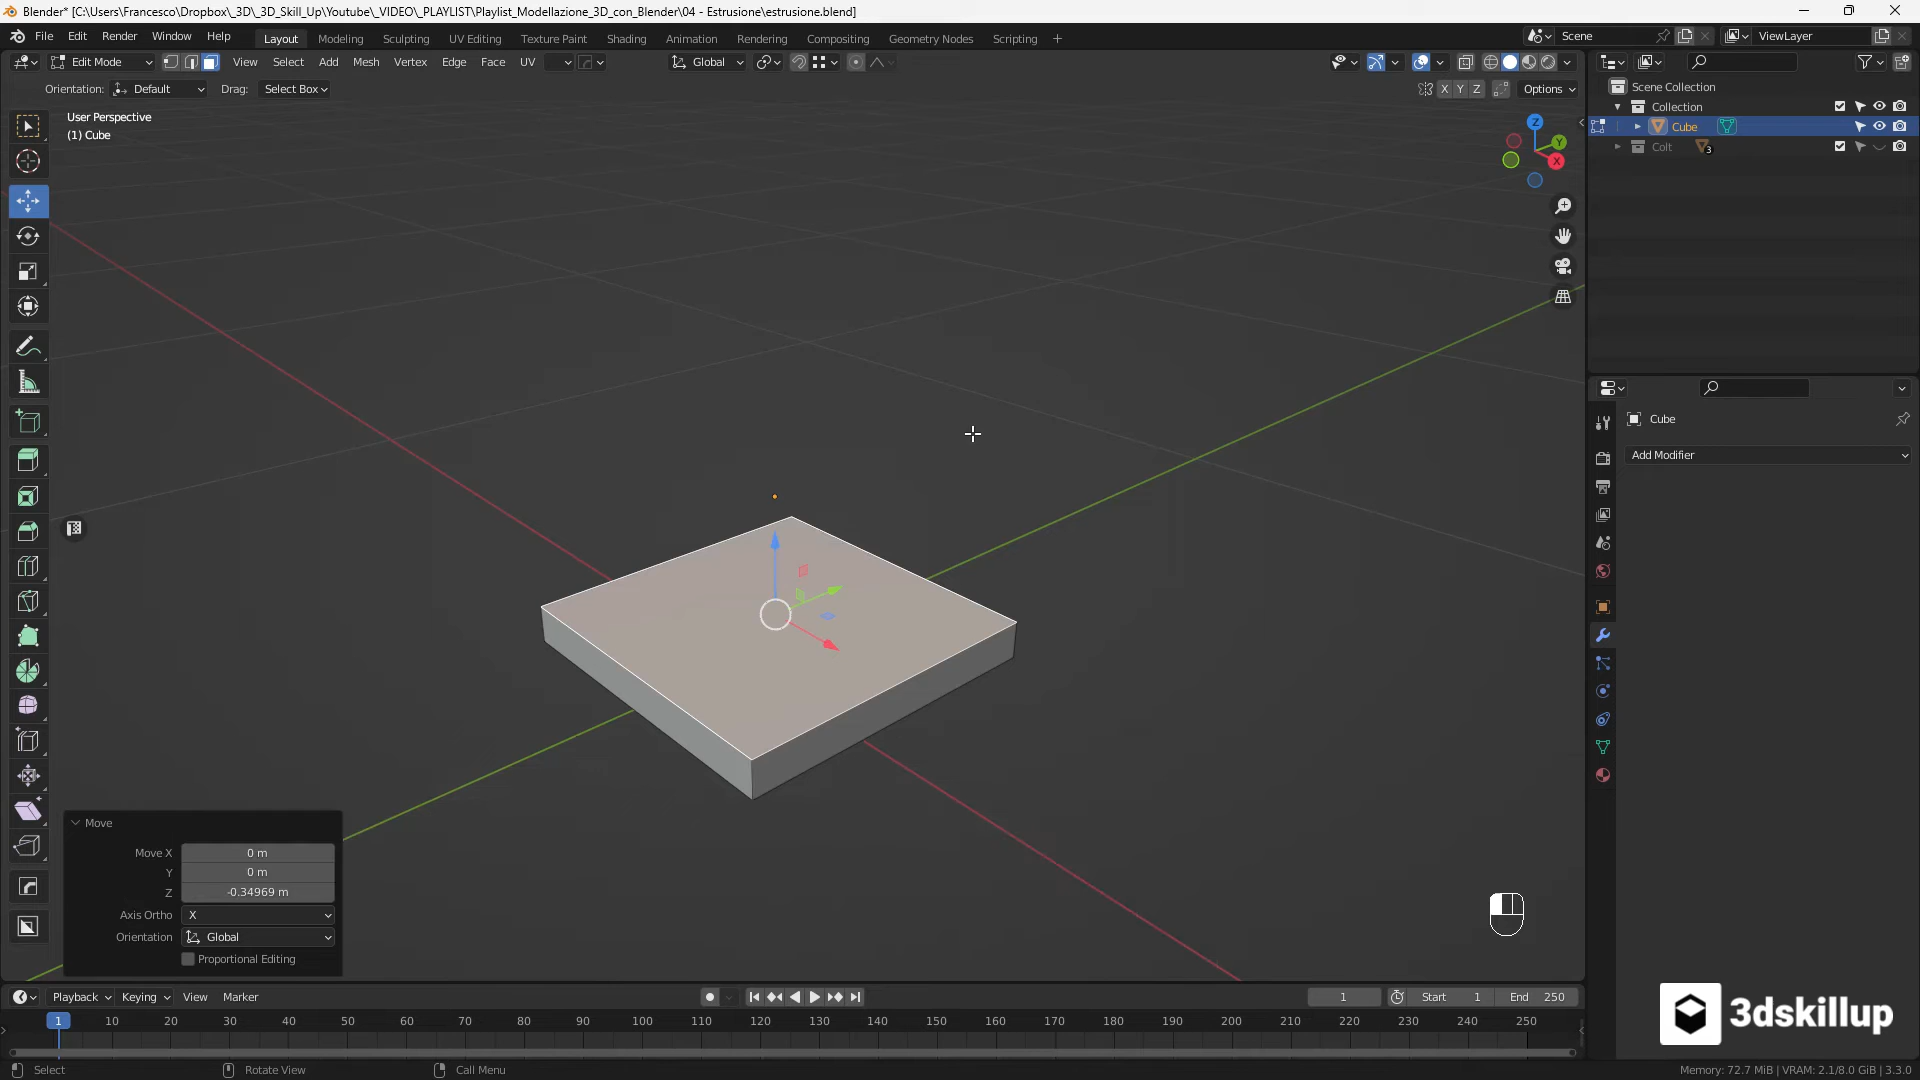 Blender* [C:\Users\Francesco\Dropbox\_3D\_3D_Skill_Up\Youtube\_VIDEO\_PLAYLIST\Playlist_Modellazione_3D_con_Blender\04 - Estrusione\estrusione.blend]
File Edit Render Window Help Layout Modeling Sculpting UV Editing Texture Paint Shading Animation Rendering Compositing Geometry Nodes Scripting + Scene ViewLayer
Edit Mode View Select Add Mesh Vertex Edge Face UV Global
Orientation: Default Drag: Select Box X Y Z Options
Scene Collection
Collection
Cube
Colt 3
User Perspective
(1) Cube
Z
Y
X
Cube
Add Modifier
Move
Move X 0 m
Y 0 m
Z -0.34969 m
Axis Ortho X
Orientation Global
Proportional Editing
Playback Keying View Marker 1 Start 1 End 250
1 10 20 30 40 50 60 70 80 90 100 110 120 130 140 150 160 170 180 190 200 210 220 230 240 250
3dskillup
Select Rotate View Call Menu Memory: 72.7 MiB | VRAM: 2.1/8.0 GiB | 3.3.0